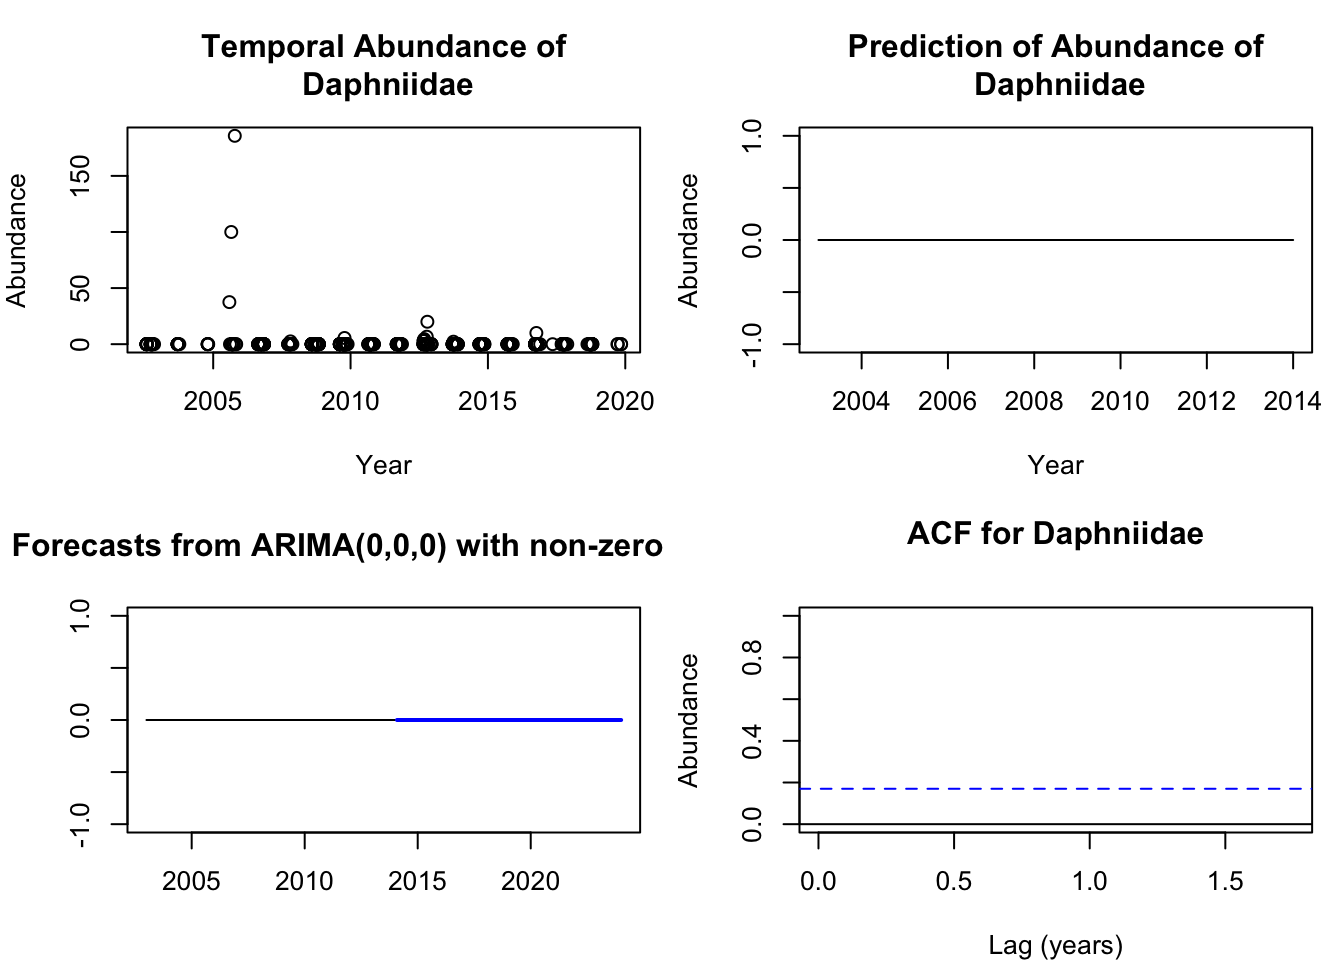 Temporal Abundance of
Daphniidae
Abundance
150
50
0
2005 2010 2015 2020
Year
Prediction of Abundance of
Daphniidae
Abundance
1.0
0.0
-1.0
2004 2006 2008 2010 2012 2014
Year
Forecasts from ARIMA(0,0,0) with non-zero
1.0
0.0
-1.0
2005 2010 2015 2020
ACF for Daphniidae
Abundance
0.8
0.4
0.0
0.0 0.5 1.0 1.5
Lag (years)